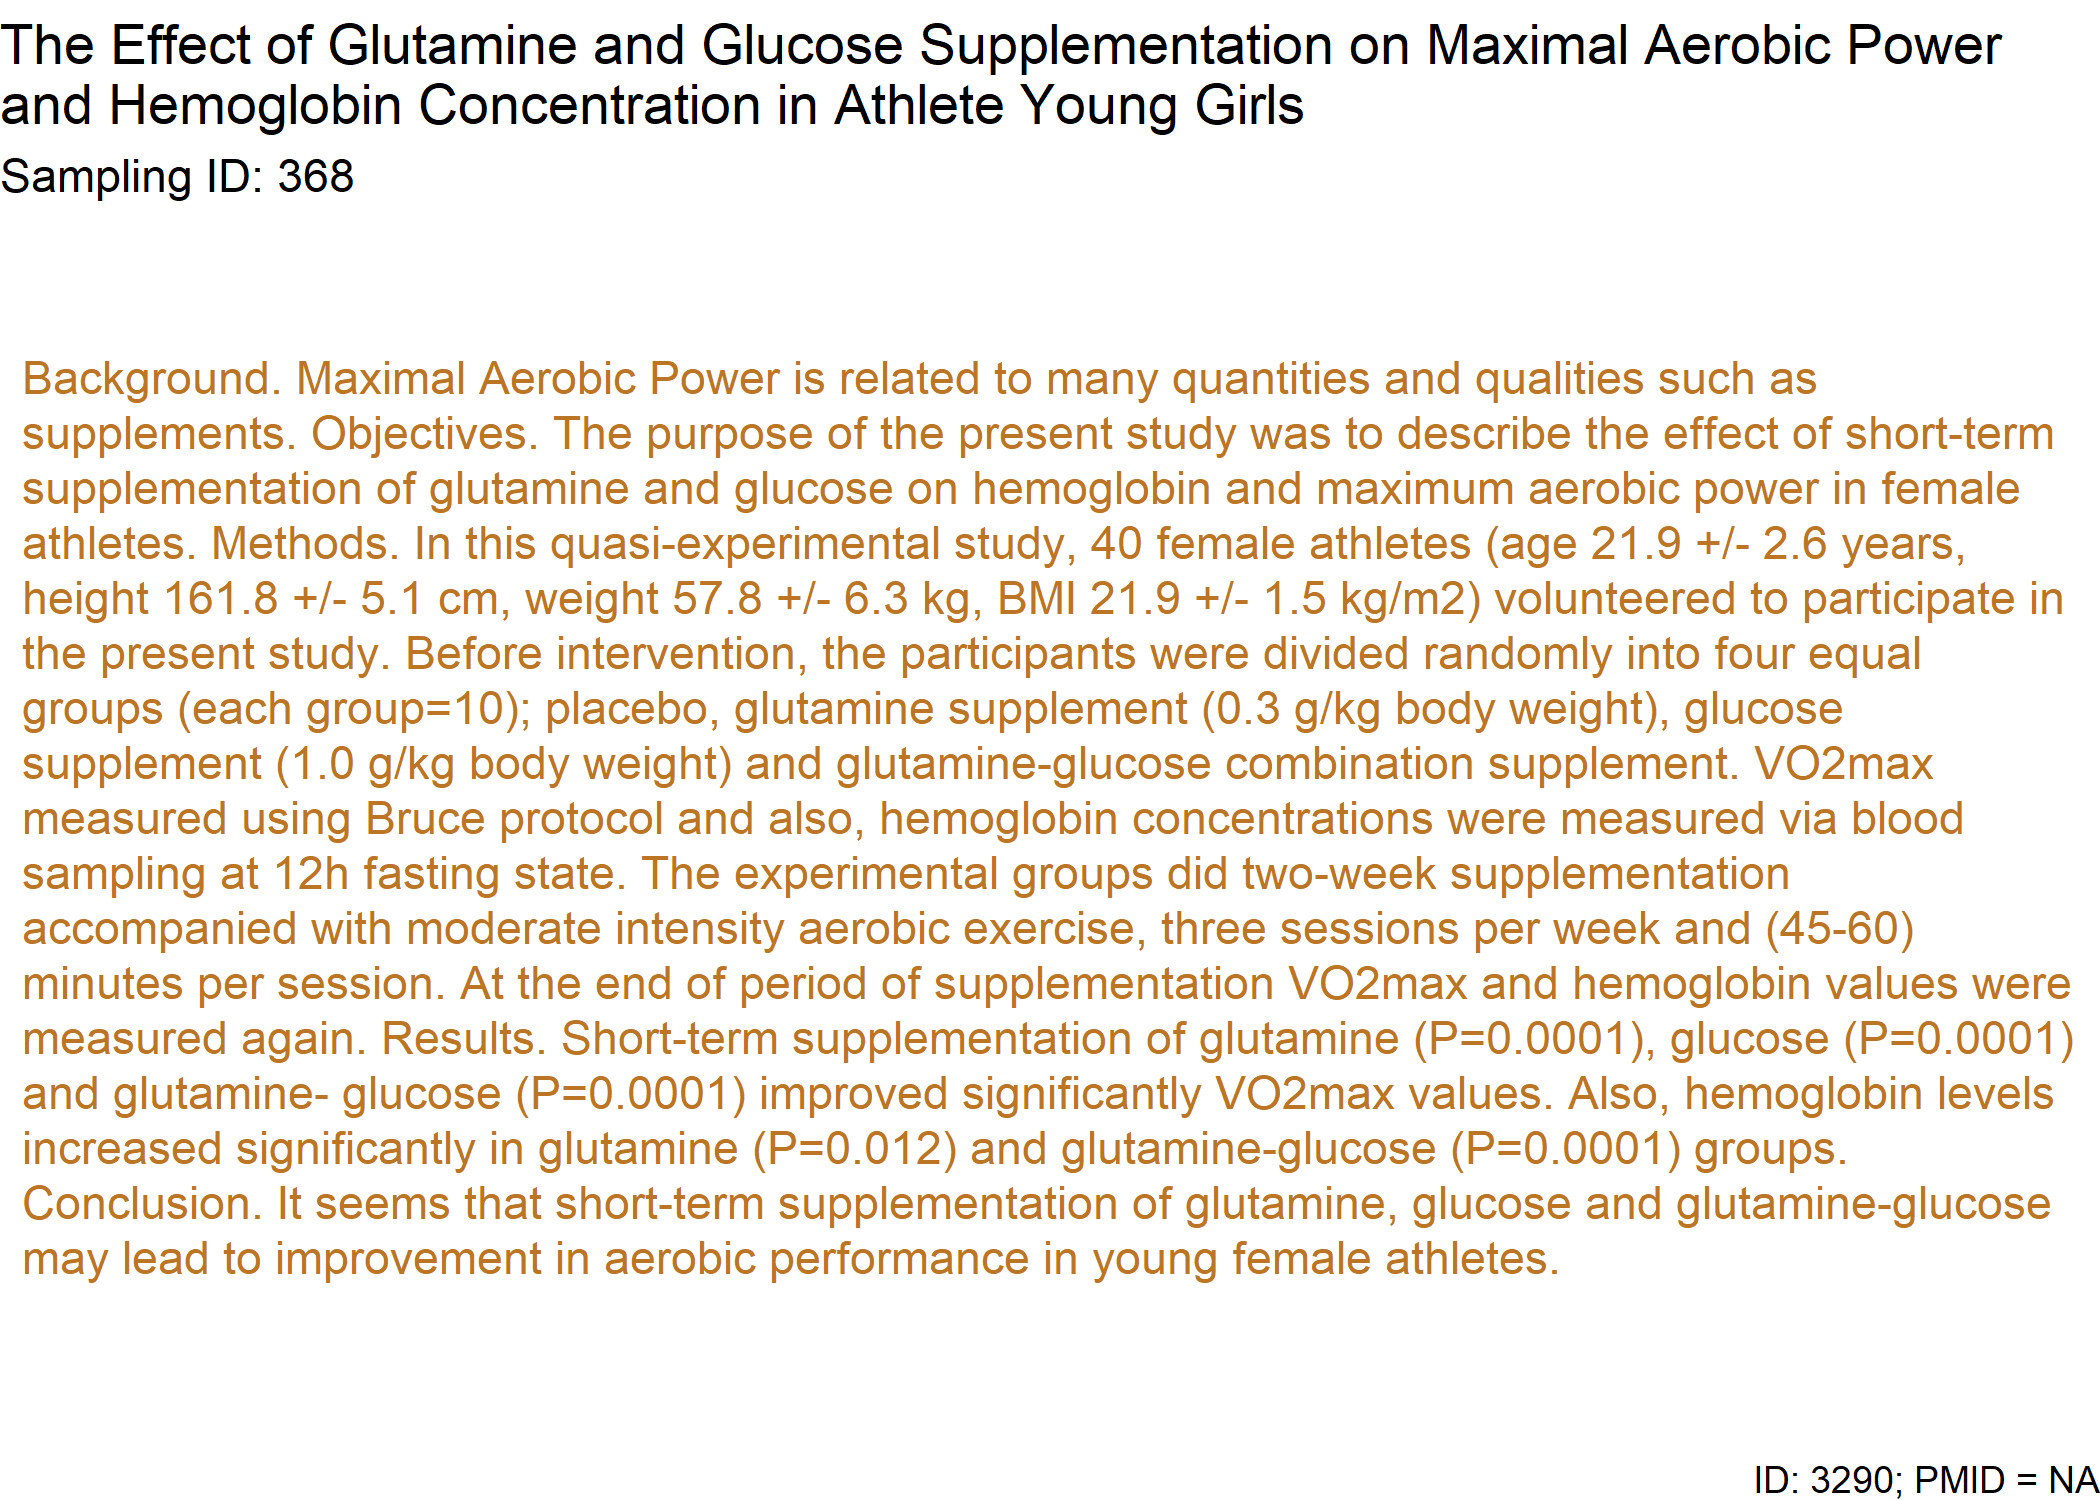 The Effect of Glutamine and Glucose Supplementation on Maximal Aerobic Power
and Hemoglobin Concentration in Athlete Young Girls
Sampling ID: 368
Background. Maximal Aerobic Power is related to many quantities and qualities such as
supplements. Objectives. The purpose of the present study was to describe the effect of short-term
supplementation of glutamine and glucose on hemoglobin and maximum aerobic power in female
athletes. Methods. In this quasi-experimental study, 40 female athletes (age 21.9 +/- 2.6 years,
height 161.8 +/- 5.1 cm, weight 57.8 +/- 6.3 kg, BMI 21.9 +/- 1.5 kg/m2) volunteered to participate in
the present study. Before intervention, the participants were divided randomly into four equal
groups (each group=10); placebo, glutamine supplement (0.3 g/kg body weight), glucose
supplement (1.0 g/kg body weight) and glutamine-glucose combination supplement. VO2max
measured using Bruce protocol and also, hemoglobin concentrations were measured via blood
sampling at 12h fasting state. The experimental groups did two-week supplementation
accompanied with moderate intensity aerobic exercise, three sessions per week and (45-60)
minutes per session. At the end of period of supplementation VO2max and hemoglobin values were
measured again. Results. Short-term supplementation of glutamine (P=0.0001), glucose (P=0.0001)
and glutamine- glucose (P=0.0001) improved significantly VO2max values. Also, hemoglobin levels
increased significantly in glutamine (P=0.012) and glutamine-glucose (P=0.0001) groups.
Conclusion. It seems that short-term supplementation of glutamine, glucose and glutamine-glucose
may lead to improvement in aerobic performance in young female athletes.
ID: 3290; PMID = NA